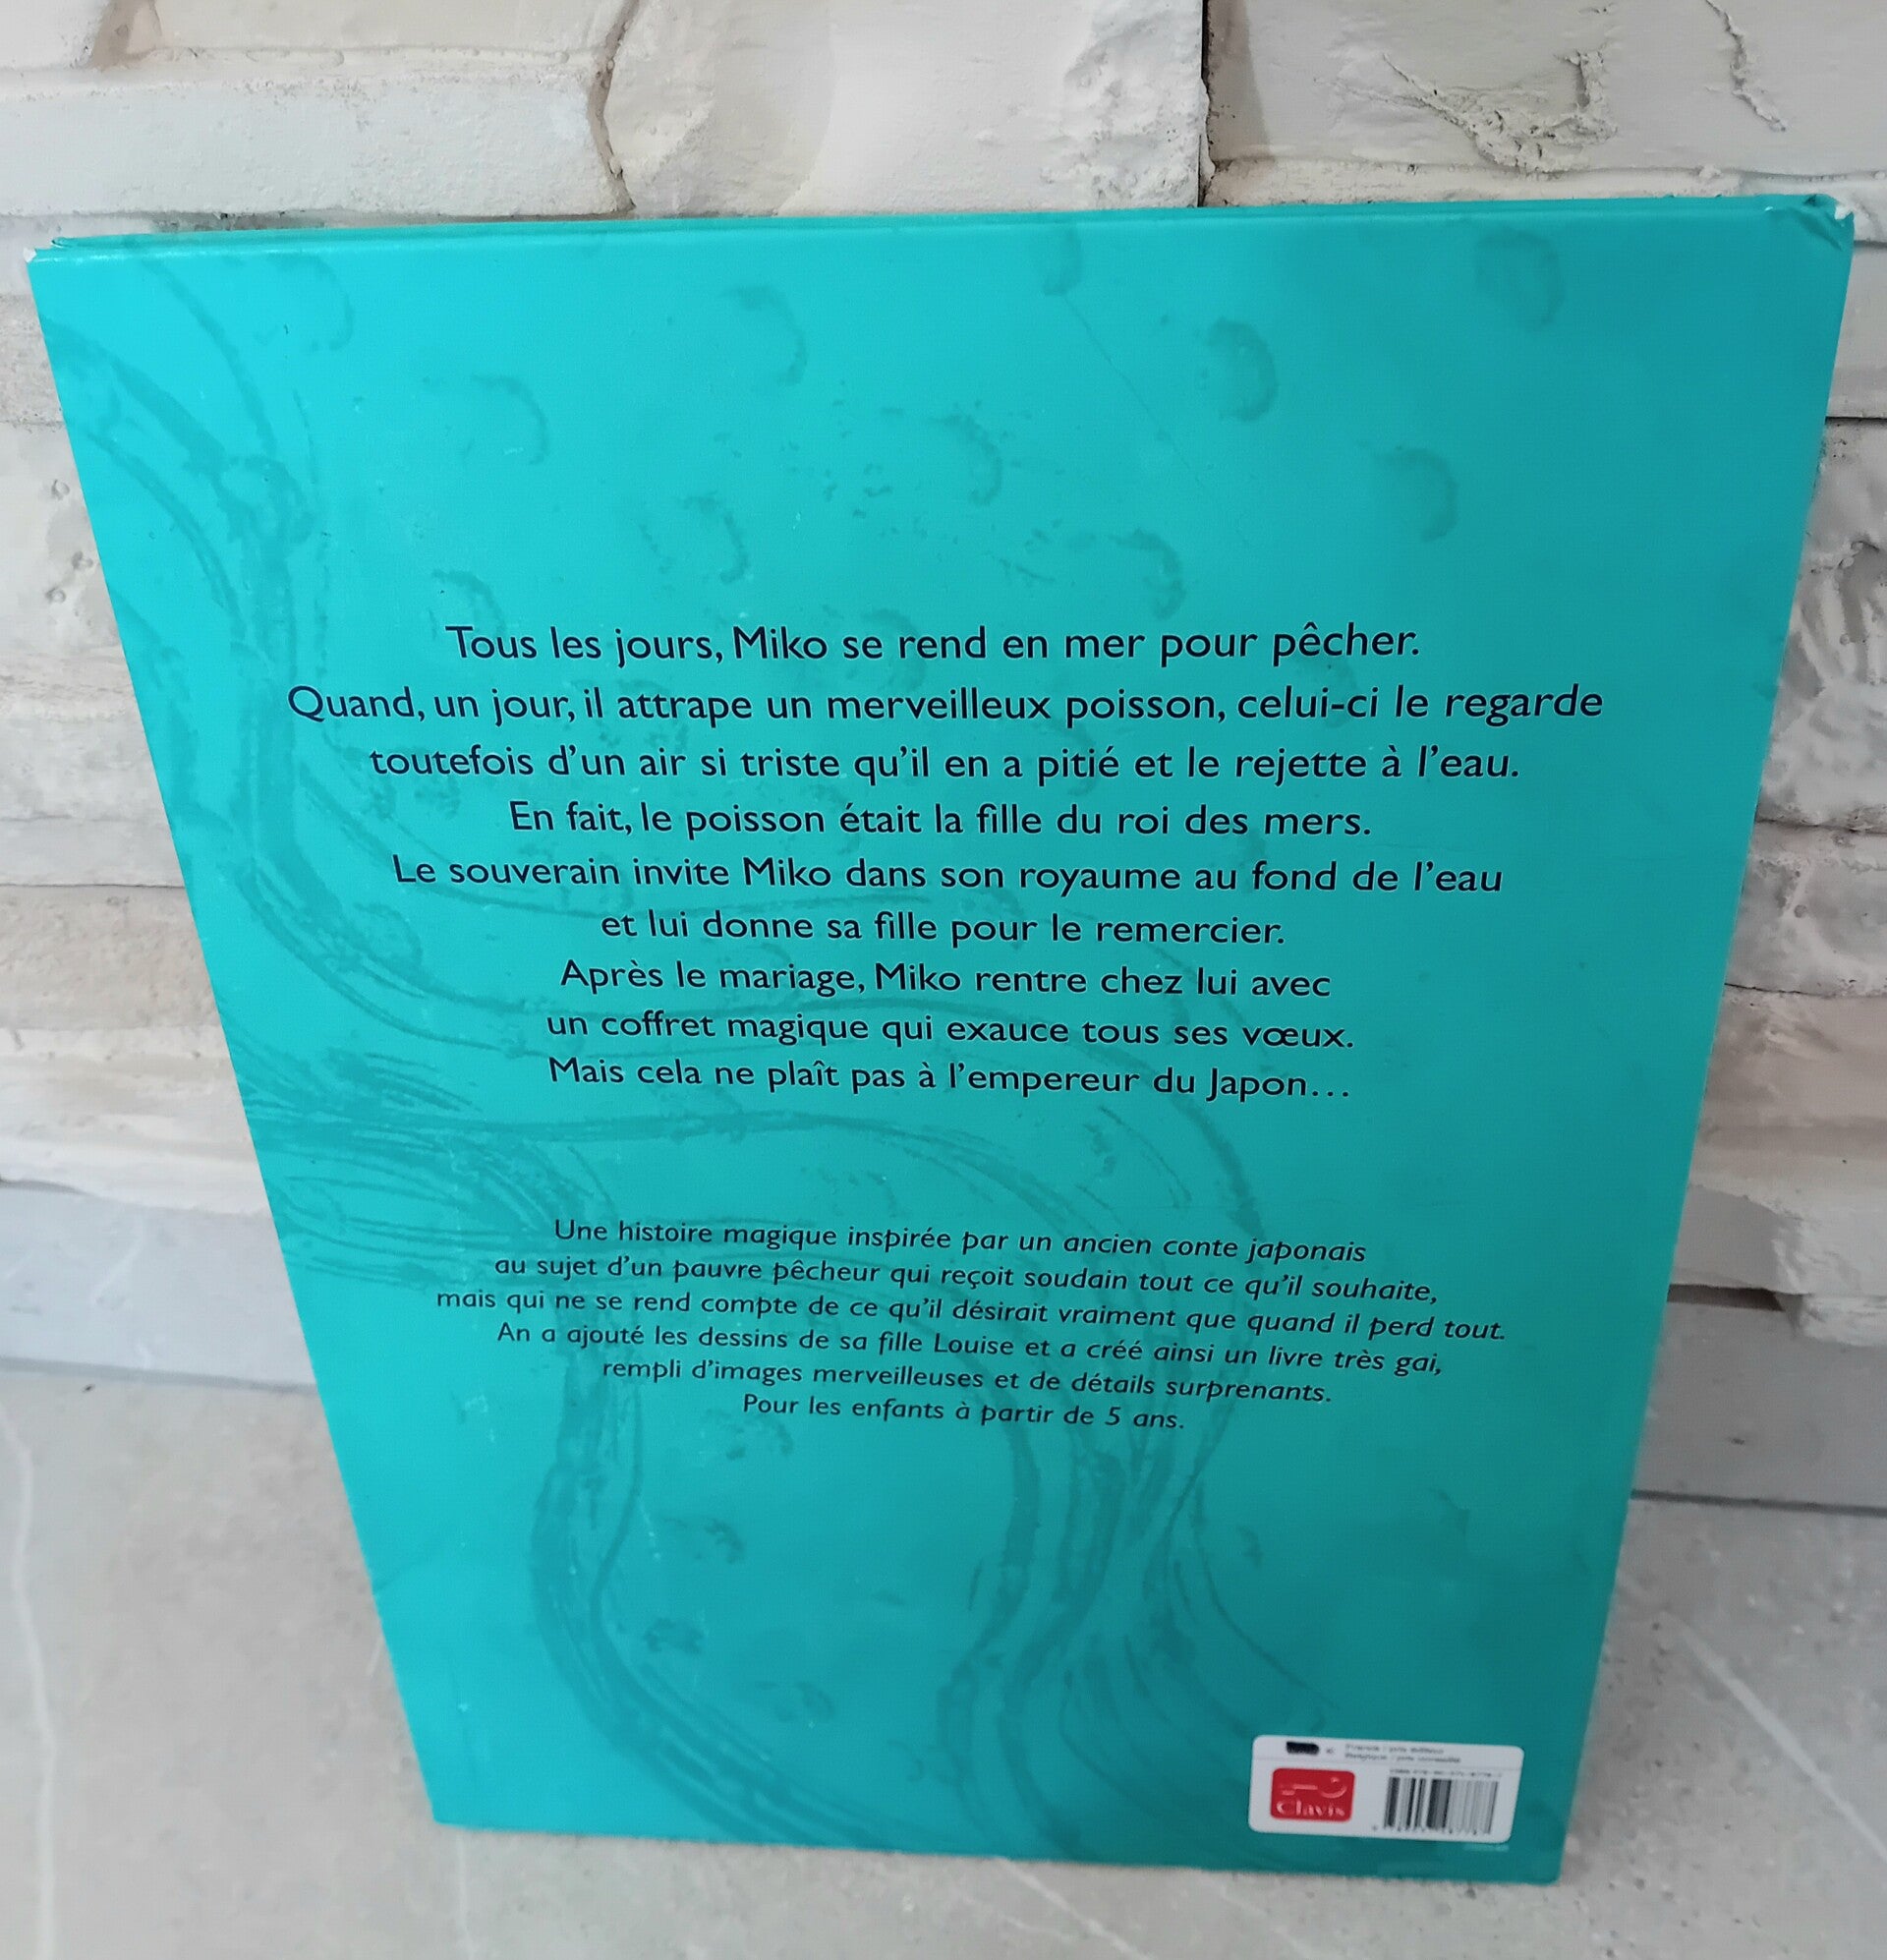 Tous les jours, Miko se rend en mer pour pêcher.
Quand, un jour, il attrape un merveilleux poisson, celui-ci le regarde
toutefois d’un air si triste qu’il en a pitié et le rejette à l’eau.
En fait, le poisson était la fille du roi des mers.
Le souverain invite Miko dans son royaume au fond de l’eau
et lui donne sa fille pour le remercier.
Après le mariage, Miko rentre chez lui avec
un coffret magique qui exauce tous ses vœux.
Mais cela ne plaît pas à l’empereur du Japon...
Une histoire magique inspirée par un ancien conte japonais
au sujet d’un pauvre pêcheur qui reçoit soudain tout ce qu’il souhaite,
mais qui ne se rend compte de ce qu’il désirait vraiment que quand il perd tout.
An a ajouté les dessins de sa fille Louise et a créé ainsi un livre très gai,
rempli d’images merveilleuses et de détails surprenants.
Pour les enfants à partir de 5 ans.
Clavis